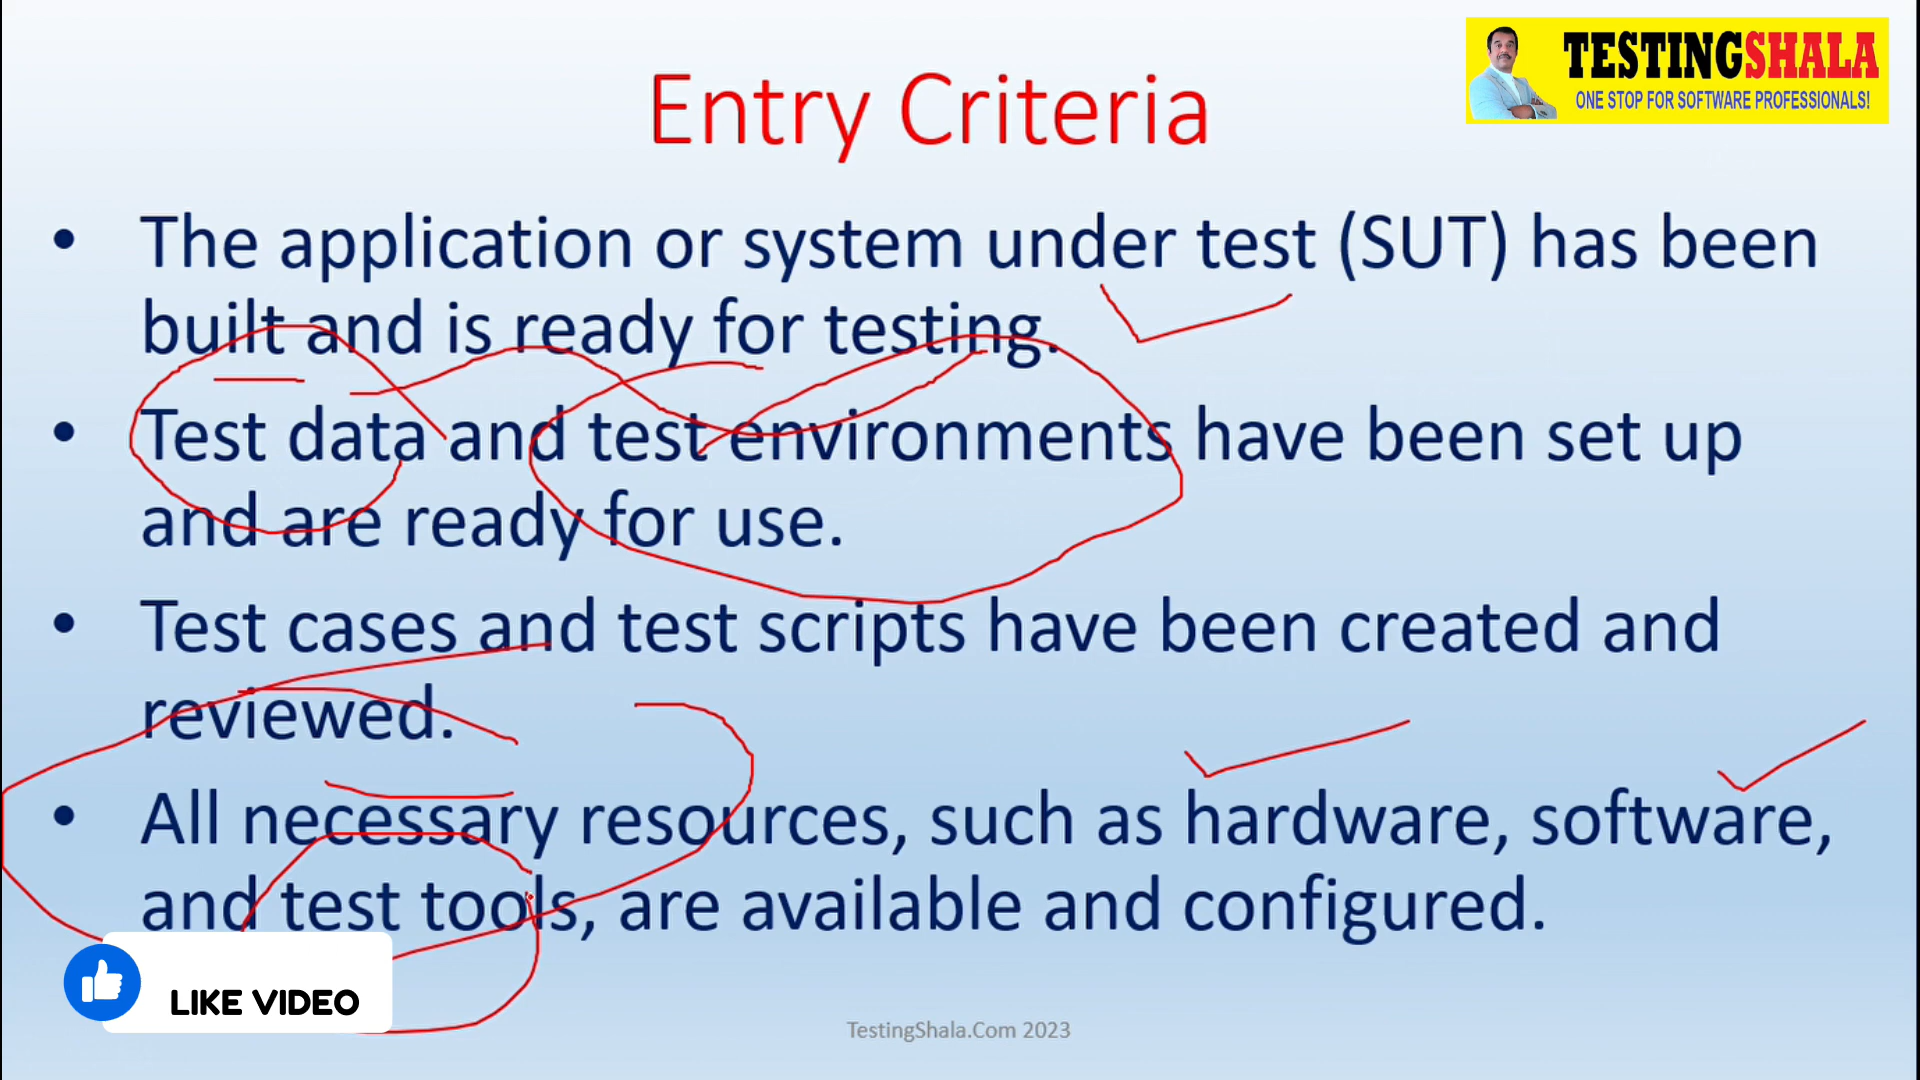 TESTINGSHALA
ONE STOP FOR SOFTWARE PROFESSIONALS!
Entry Criteria
• The application or system under test (SUT) has been
built and is ready for testing.
• Test data and test environments have been set up
and are ready for use.
• Test cases and test scripts have been created and
reviewed.
• All necessary resources, such as hardware, software,
and test tools, are available and configured.
LIKE VIDEO
TestingShala.Com 2023